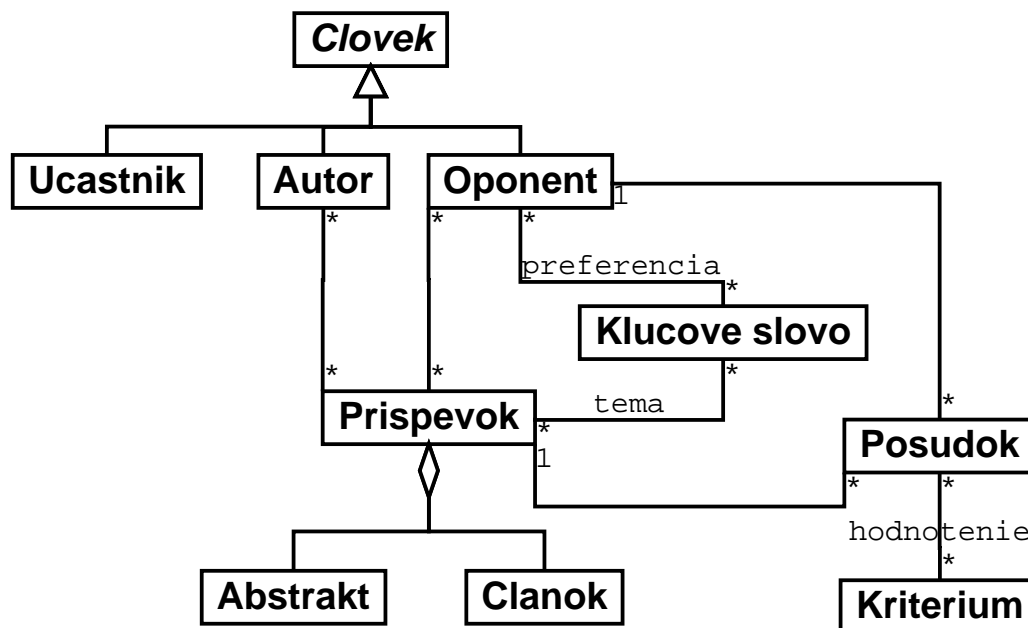 Clovek
Ucastnik
Autor
Oponent
1
*
*
*
preferencia
*
Klucove slovo
*
*
*
tema
*
Prispevok
*
1
*
Posudok
*
*
hodnotenie
*
Abstrakt
Clanok
Kriterium